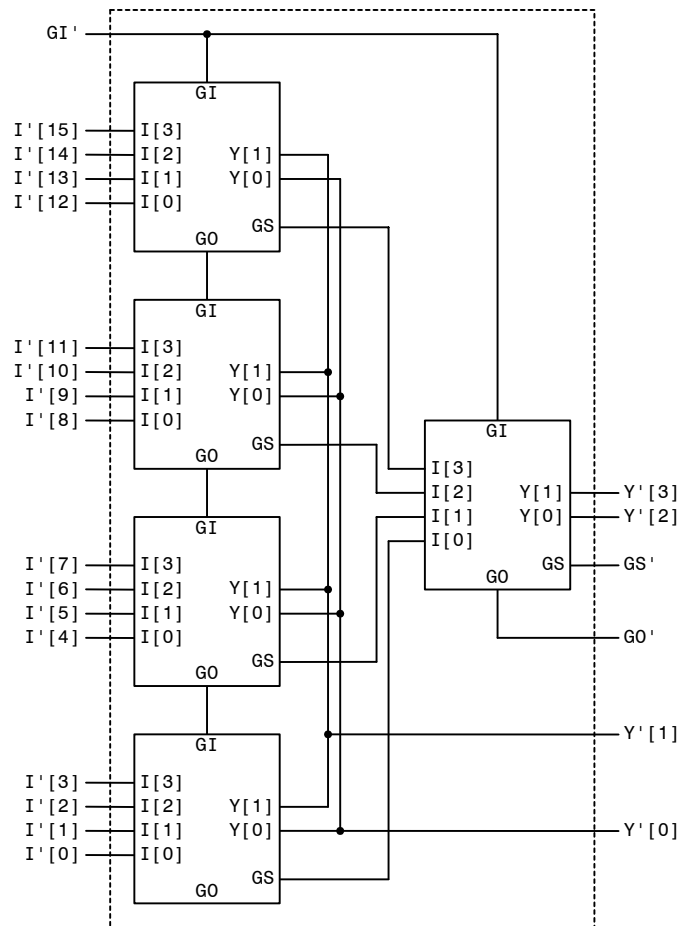 GI'
GI
I'[15] I[3]
I'[14] I[2] Y[1]
I'[13] I[1] Y[0]
I'[12] I[0]
GS
GO
GI
I'[11] I[3]
I'[10] I[2] Y[1]
I'[9] I[1] Y[0]
I'[8] I[0]
GS
GO
GI
I[3]
I[2] Y[1] Y'[3]
I[1] Y[0] Y'[2]
I[0]
GS GS'
GO
GO'
GI
I'[7] I[3]
I'[6] I[2] Y[1]
I'[5] I[1] Y[0]
I'[4] I[0]
GS
GO
GI
Y'[1]
I'[3] I[3]
I'[2] I[2] Y[1]
I'[1] I[1] Y[0] Y'[0]
I'[0] I[0]
GS
GO